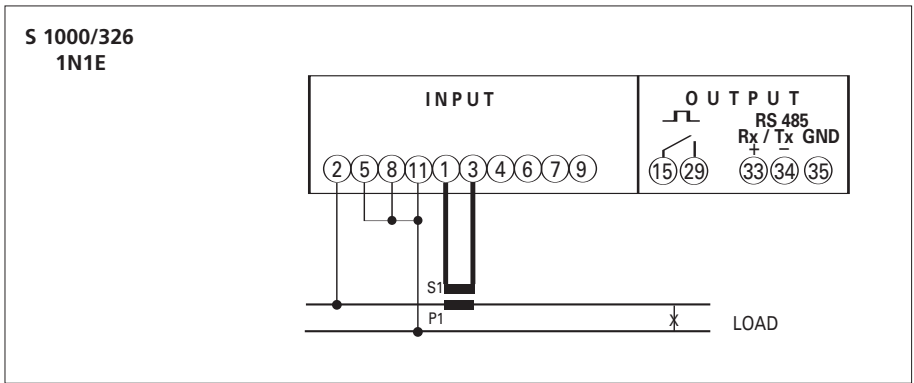 S 1000/326
1N1E
INPUT
OUTPUT
RS 485
Rx / Tx GND
+ –
2 5 8 11 1 3 4 6 7 9
15 29 33 34 35
S1
P1
X LOAD